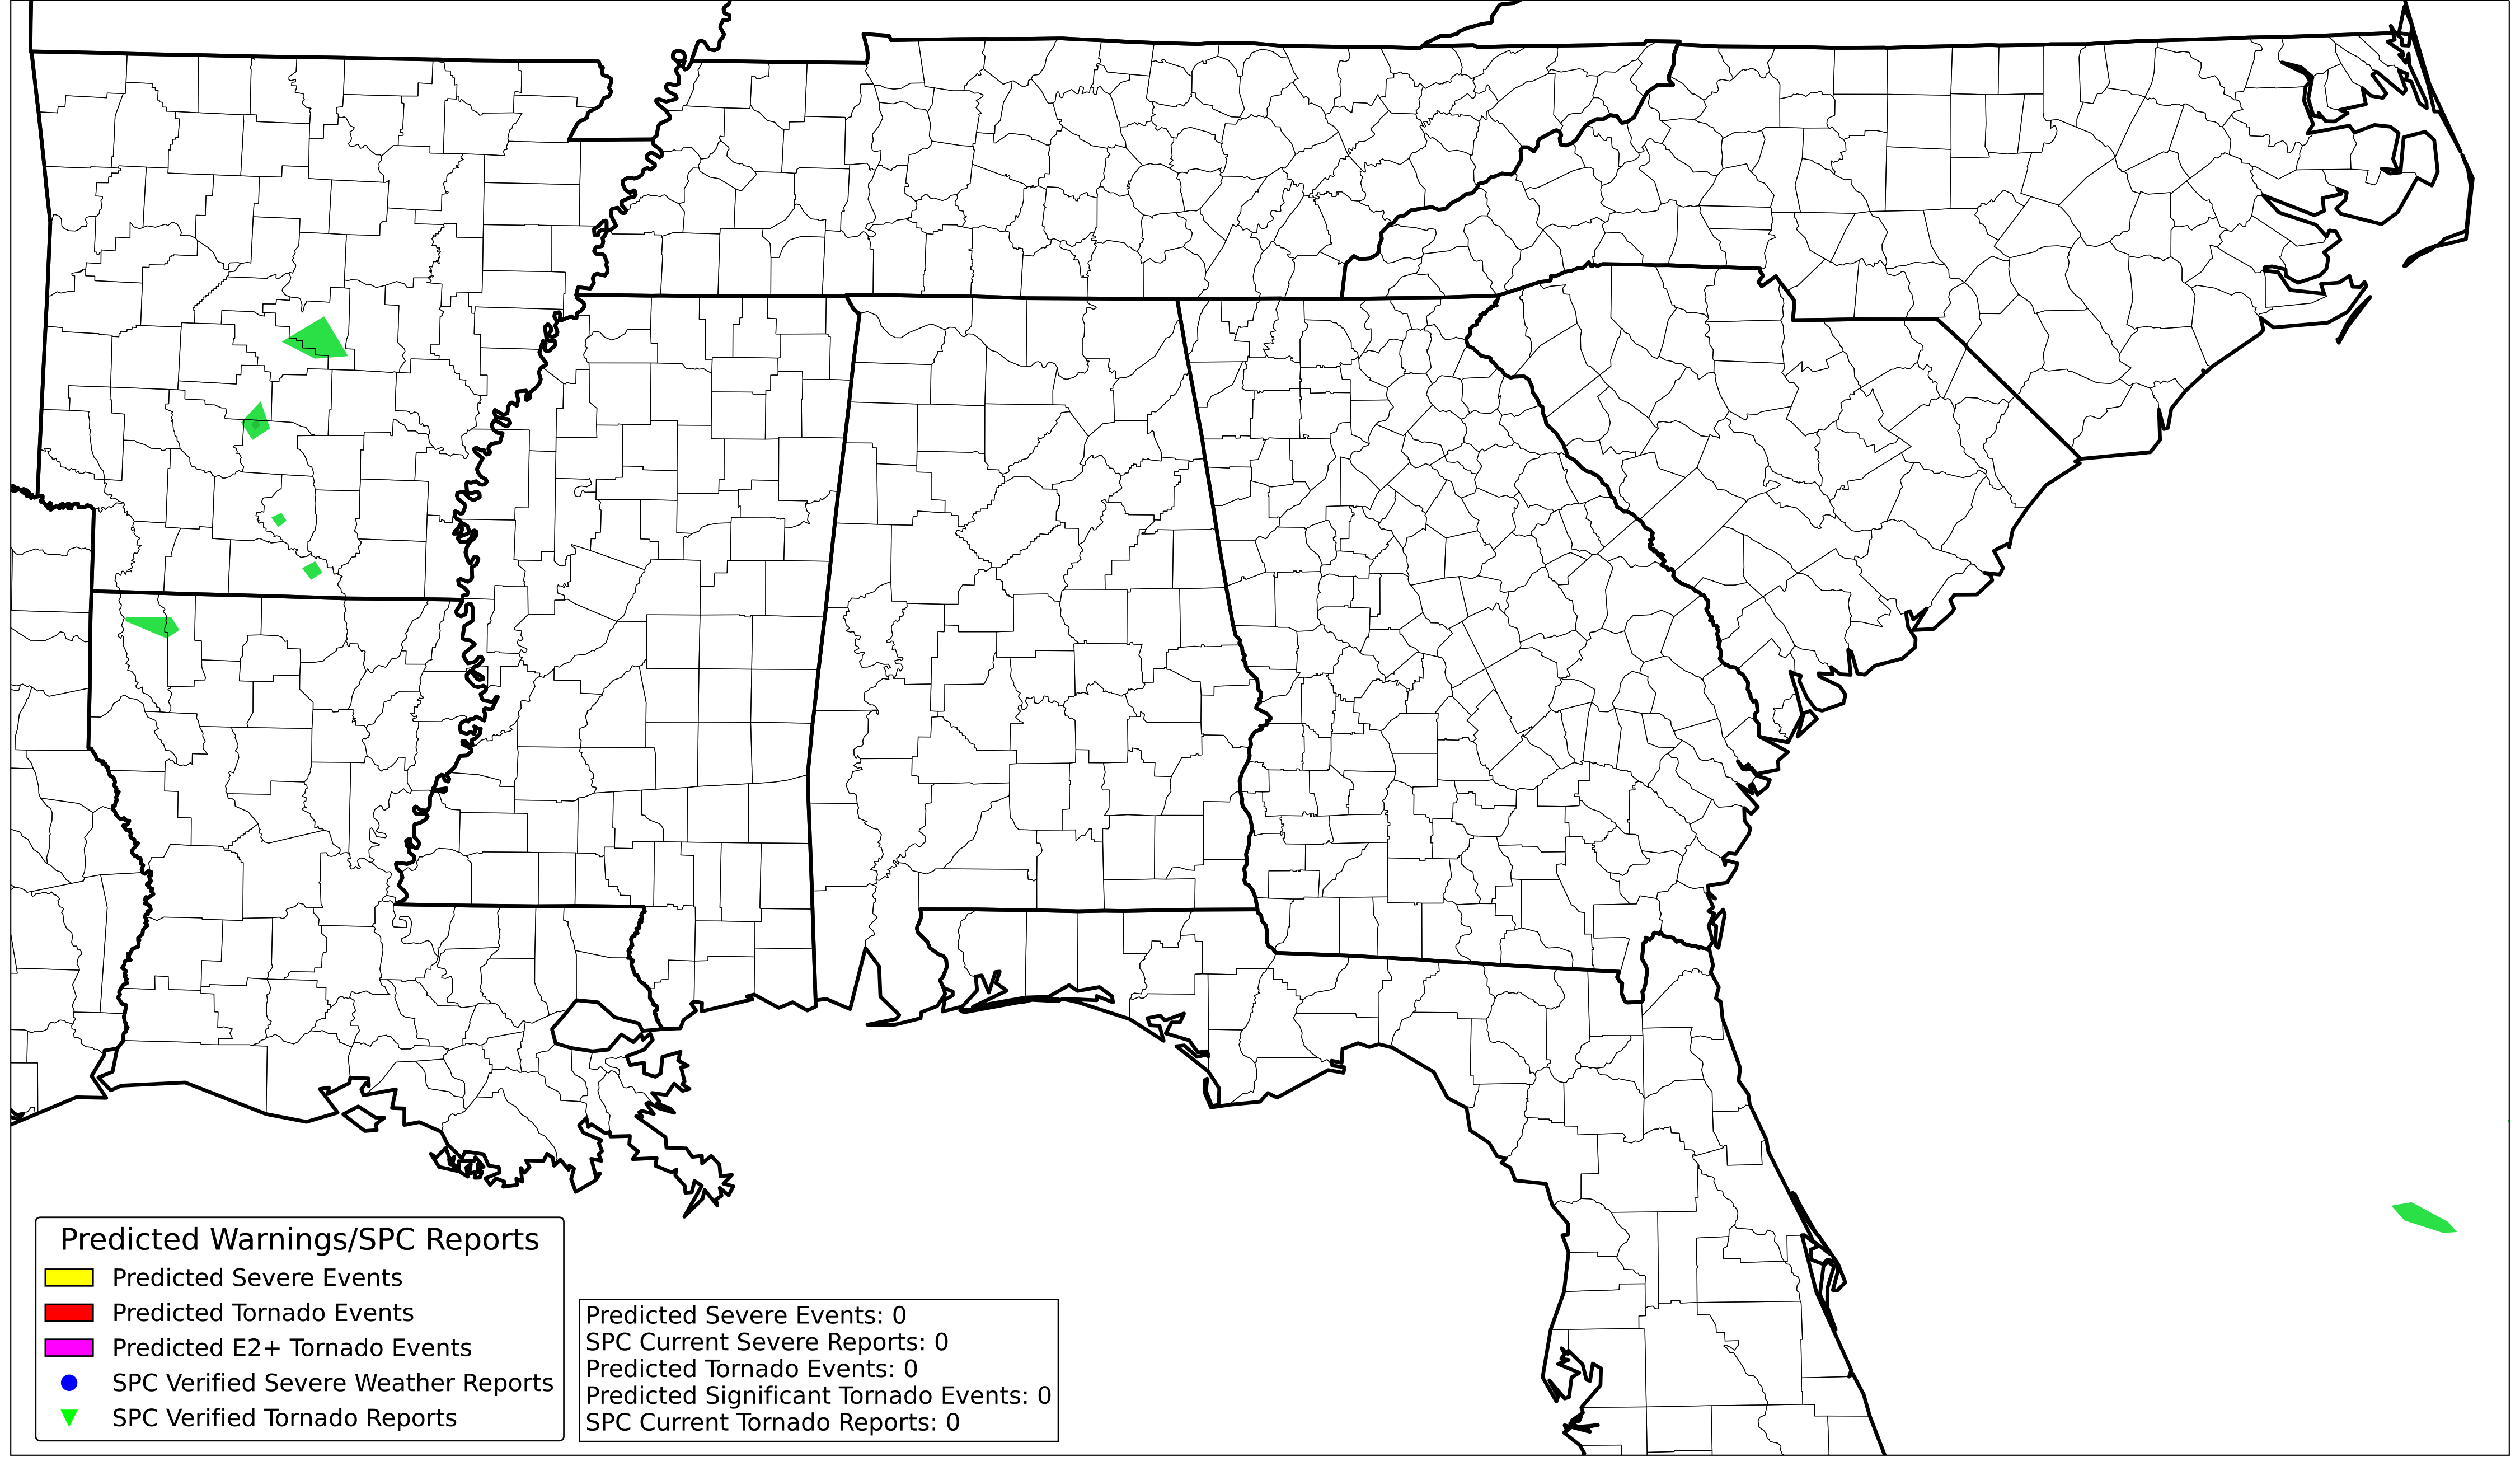 Predicted Warnings/SPC Reports
Predicted Severe Events
Predicted Tornado Events
Predicted E2+ Tornado Events
SPC Verified Severe Weather Reports
SPC Verified Tornado Reports
Predicted Severe Events: 0
SPC Current Severe Reports: 0
Predicted Tornado Events: 0
Predicted Significant Tornado Events: 0
SPC Current Tornado Reports: 0